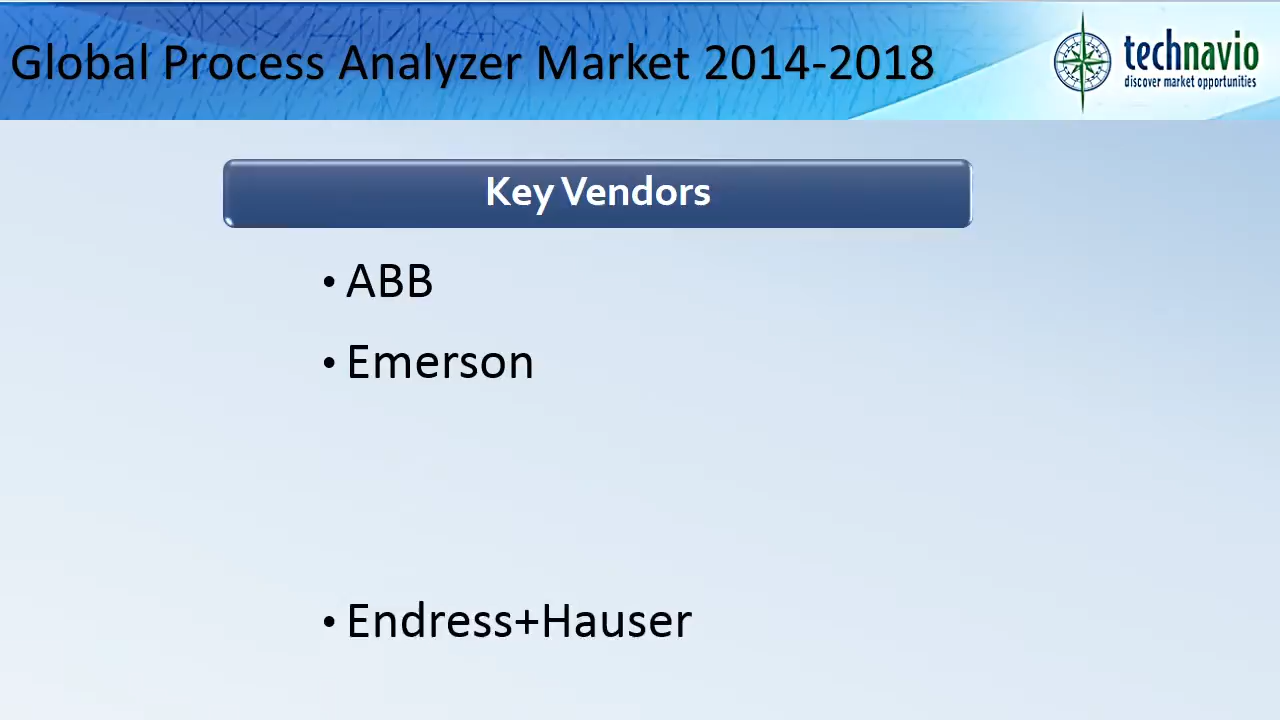 Global Process Analyzer Market 2014-2018
technavio
discover market opportunities
Key Vendors
• ABB
• Emerson
• Endress+Hauser